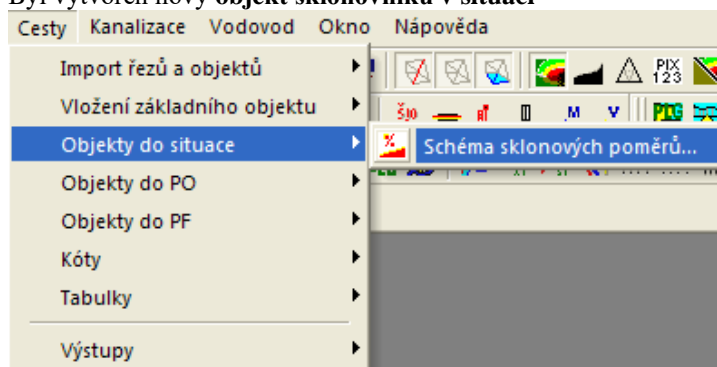 Byl vytvořen nový objekt sklonovníku v situaci
Cesty Kanalizace Vodovod Okno Nápověda
Import řezů a objektů
PIX
123
Vložení základního objektu
M
PIG
Objekty do situace
Schéma sklonových poměrů...
Objekty do PO
Objekty do PF
Kóty
Tabulky
Výstupy